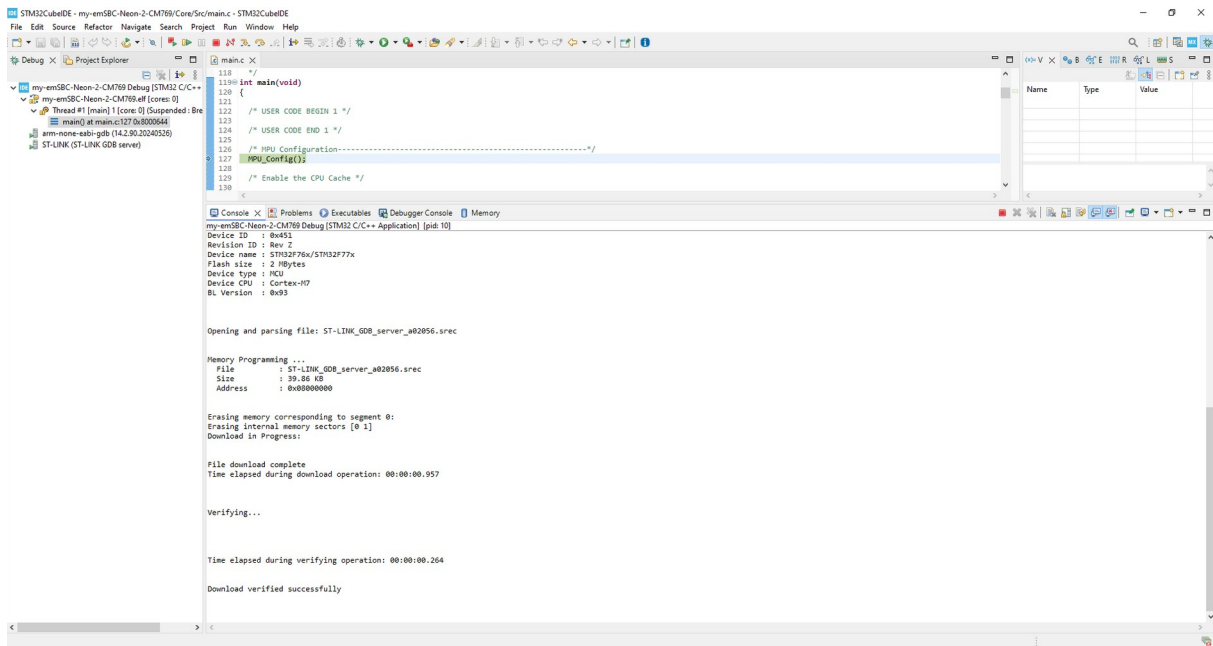 STM32CubeIDE - my-emSBC-Neon-2-CM769/Core/Src/main.c - STM32CubeIDE
File Edit Source Refactor Navigate Search Project Run Window Help
Debug Project Explorer
my-emSBC-Neon-2-CM769 Debug [STM32 C/C++
my-emSBC-Neon-2-CM769.elf [cores: 0]
Thread #1 [main] 1 [core: 0] (Suspended : Bre
main() at main.c:127 0x8000644
arm-none-eabi-gdb (14.2.90.20240526)
ST-LINK (ST-LINK GDB server)
main.c
118 */
119 int main(void)
120 {
121
122 /* USER CODE BEGIN 1 */
123
124 /* USER CODE END 1 */
125
126 /* MPU Configuration--------------------------------------------------------*/
127 MPU_Config();
128
129 /* Enable the CPU Cache */
130
V B E R L S
Name Type Value
Console Problems Executables Debugger Console Memory
my-emSBC-Neon-2-CM769 Debug [STM32 C/C++ Application] [pid: 10]
Device ID : 0x451
Revision ID : Rev Z
Device name : STM32F76x/STM32F77x
Flash size : 2 MBytes
Device type : MCU
Device CPU : Cortex-M7
BL Version : 0x93
Opening and parsing file: ST-LINK_GDB_server_a02056.srec
Memory Programming ...
File : ST-LINK_GDB_server_a02056.srec
Size : 39.86 KB
Address : 0x08000000
Erasing memory corresponding to segment 0:
Erasing internal memory sectors [0 1]
Download in Progress:
File download complete
Time elapsed during download operation: 00:00:00.957
Verifying...
Time elapsed during verifying operation: 00:00:00.264
Download verified successfully